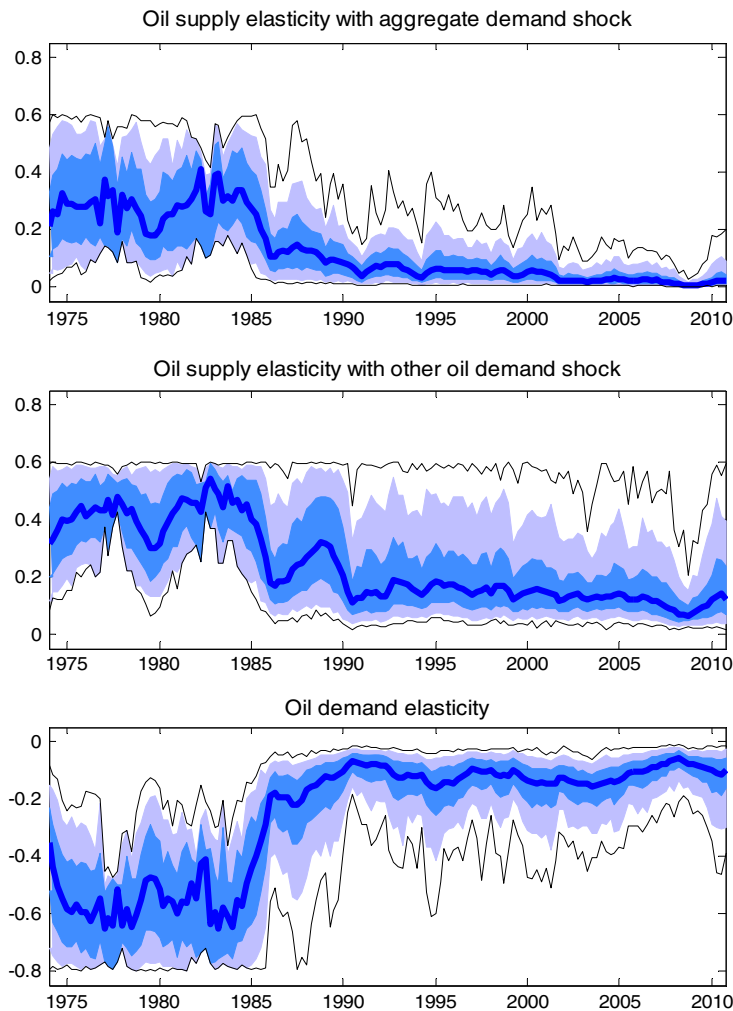 Oil supply elasticity with aggregate demand shock
0.8
0.6
0.4
0.2
0
1975 1980 1985 1990 1995 2000 2005 2010
Oil supply elasticity with other oil demand shock
0.8
0.6
0.4
0.2
0
1975 1980 1985 1990 1995 2000 2005 2010
Oil demand elasticity
0
-0.2
-0.4
-0.6
-0.8
1975 1980 1985 1990 1995 2000 2005 2010